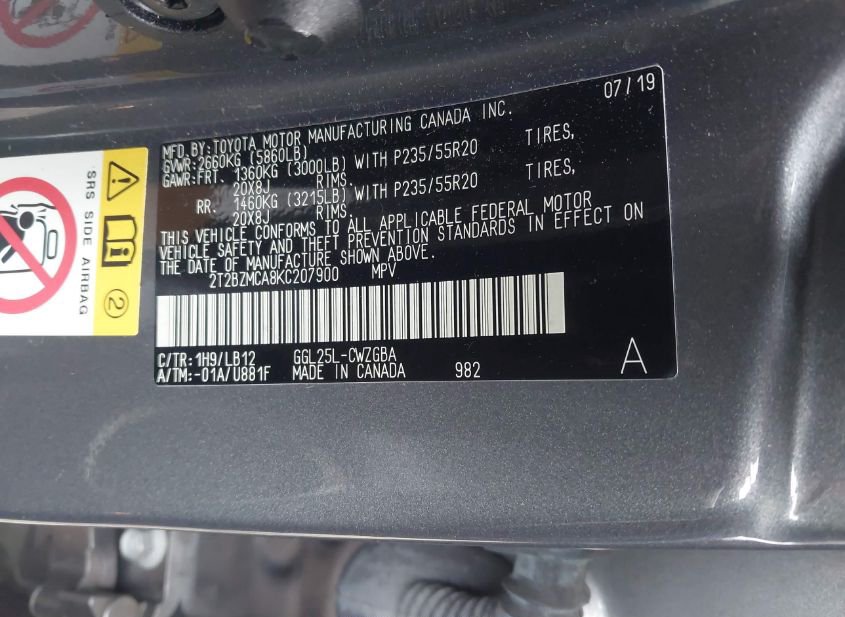 07/19
MFD. BY: TOYOTA MOTOR MANUFACTURING CANADA INC.
GVWR: 2660KG (5860LB)
GAWR: FRT. 1360KG (3000LB) WITH P235/55R20 TIRES,
20X8J RIMS.
RR. 1460KG (3215LB) WITH P235/55R20 TIRES,
20X8J RIMS.
THIS VEHICLE CONFORMS TO ALL APPLICABLE FEDERAL MOTOR
VEHICLE SAFETY AND THEFT PREVENTION STANDARDS IN EFFECT ON
THE DATE OF MANUFACTURE SHOWN ABOVE.
2T2BZMCA8KC207900 MPV
C/TR: 1H9/LB12 GGL25L-CWZGBA
A/TM: -01A/U881F MADE IN CANADA 982 A
SRS SIDE AIRBAG
2